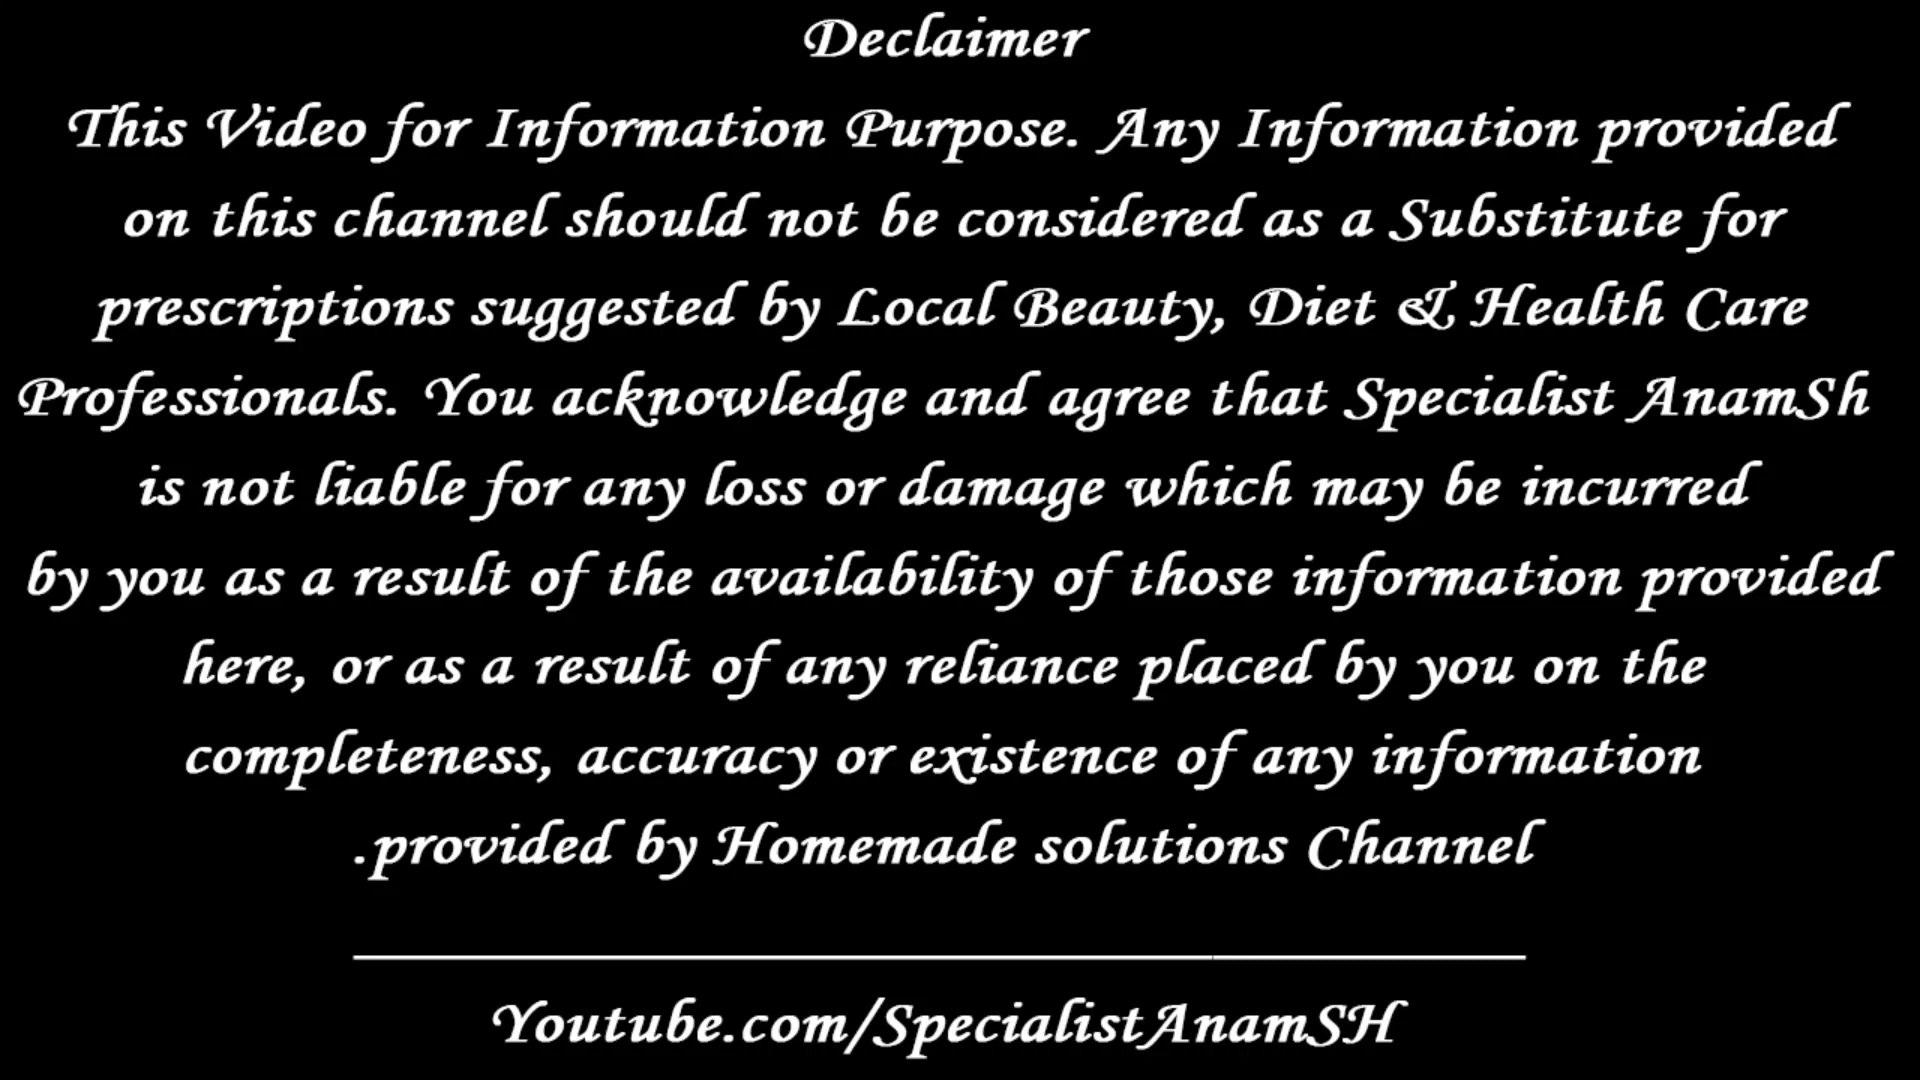 Declaimer
This Video for Information Purpose. Any Information provided
on this channel should not be considered as a Substitute for
prescriptions suggested by Local Beauty, Diet & Health Care
Professionals. You acknowledge and agree that Specialist AnamSh
is not liable for any loss or damage which may be incurred
by you as a result of the availability of those information provided
here, or as a result of any reliance placed by you on the
completeness, accuracy or existence of any information
.provided by Homemade solutions Channel
Youtube.com/SpecialistAnamSH